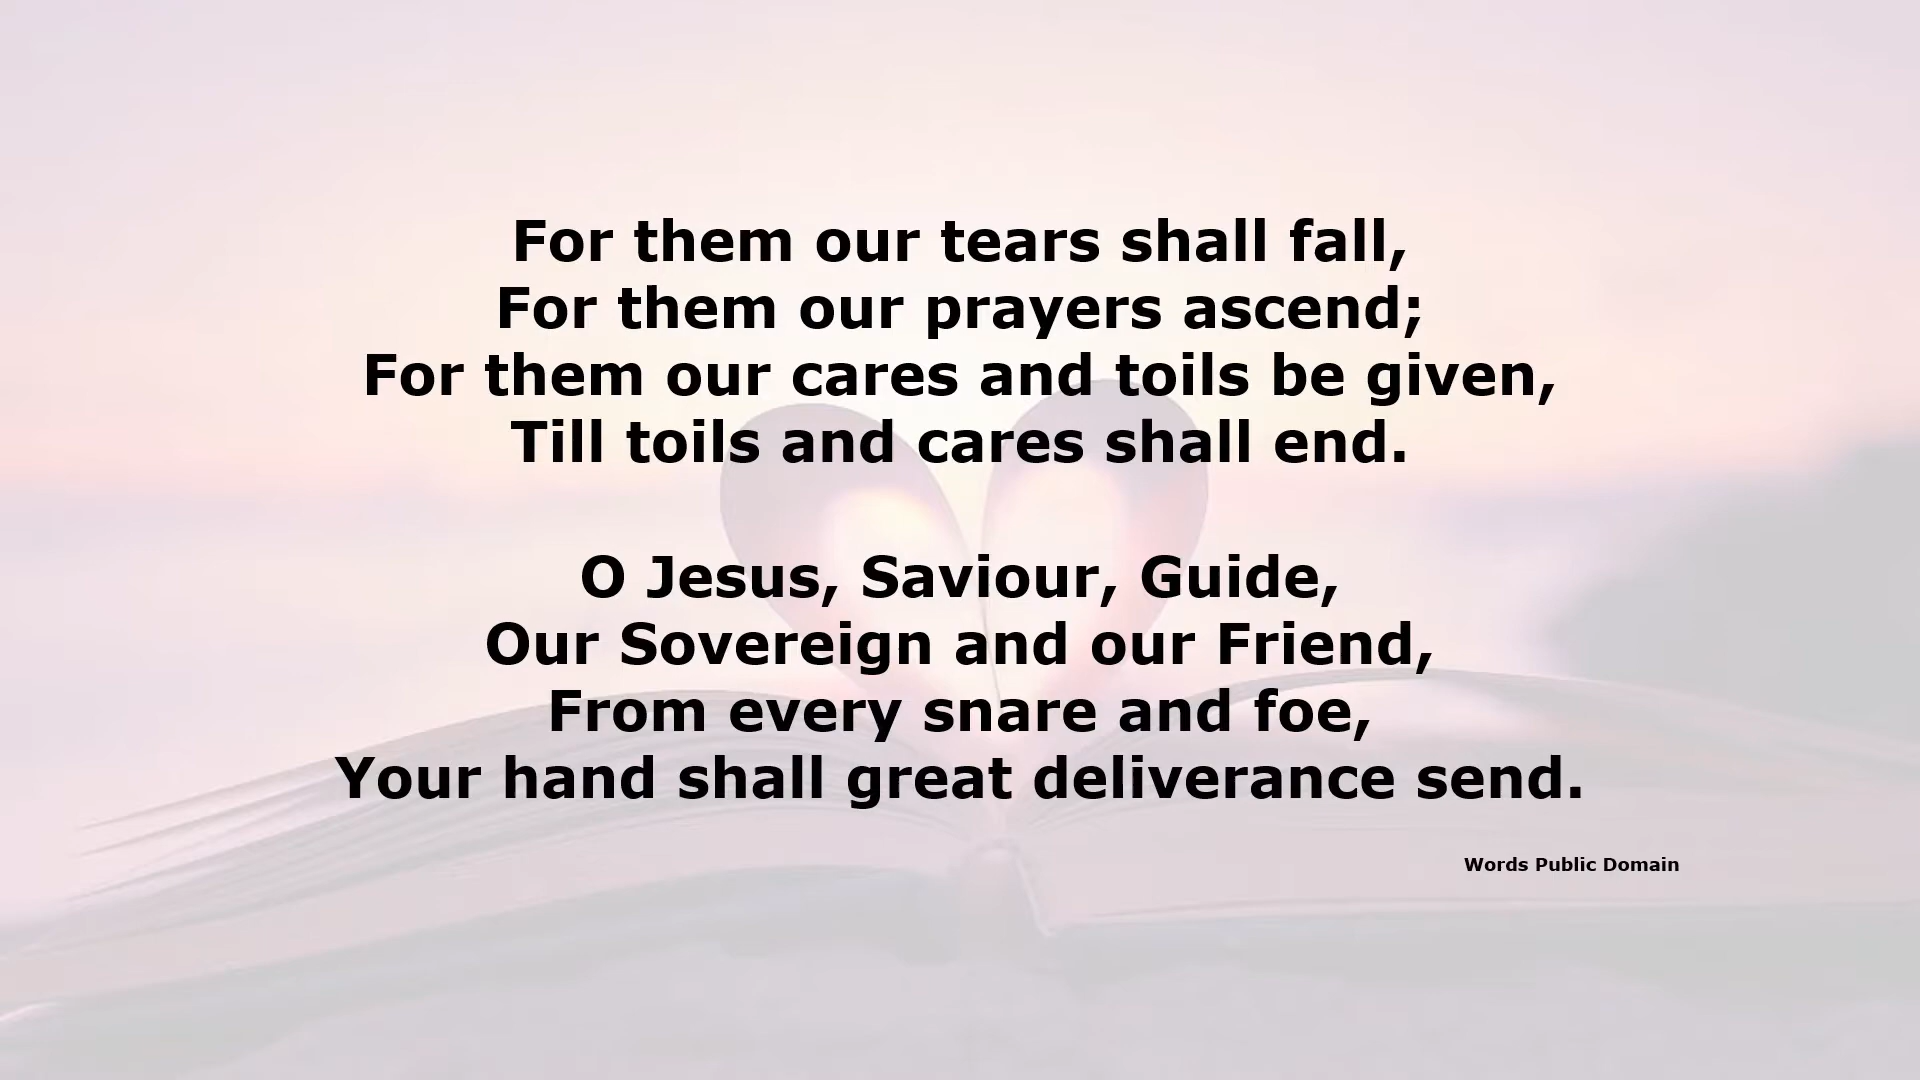 For them our tears shall fall,
For them our prayers ascend;
For them our cares and toils be given,
Till toils and cares shall end.
O Jesus, Saviour, Guide,
Our Sovereign and our Friend,
From every snare and foe,
Your hand shall great deliverance send.
Words Public Domain